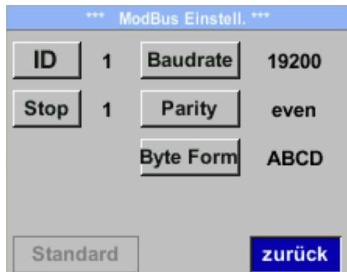 *** ModBus Einstell. ***
ID 1 Baudrate 19200
Stop 1 Parity even
Byte Form ABCD
Standard zurück